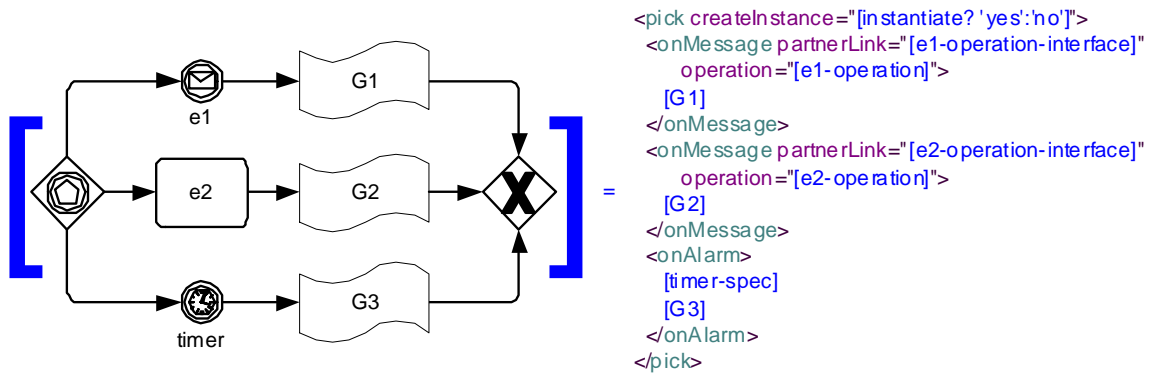 e1
G1
e2
G2
timer
G3
X
=
<pick createInstance="[instantiate? 'yes':'no']">
<onMessage partnerLink="[e1-operation-interface]"
operation="[e1-operation]">
[G1]
</onMessage>
<onMessage partnerLink="[e2-operation-interface]"
operation="[e2-operation]">
[G2]
</onMessage>
<onAlarm>
[timer-spec]
[G3]
</onAlarm>
</pick>